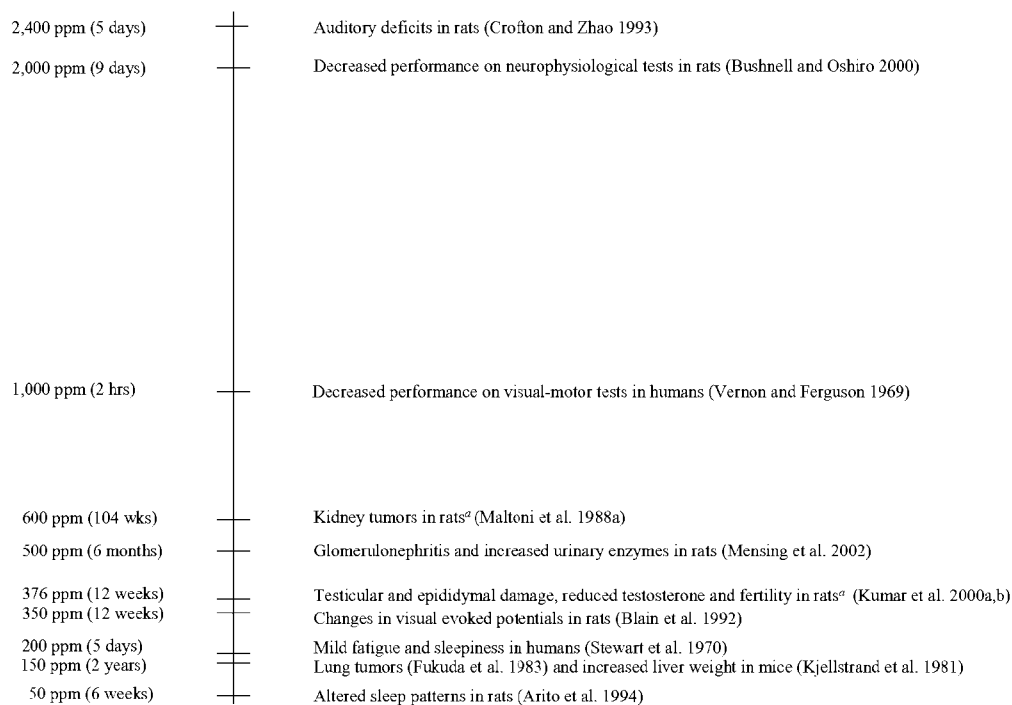 2,400 ppm (5 days) Auditory deficits in rats (Crofton and Zhao 1993)
2,000 ppm (9 days) Decreased performance on neurophysiological tests in rats (Bushnell and Oshiro 2000)
1,000 ppm (2 hrs) Decreased performance on visual-motor tests in humans (Vernon and Ferguson 1969)
600 ppm (104 wks) Kidney tumors in ratsᵃ (Maltoni et al. 1988a)
500 ppm (6 months) Glomerulonephritis and increased urinary enzymes in rats (Mensing et al. 2002)
376 ppm (12 weeks) Testicular and epididymal damage, reduced testosterone and fertility in ratsᵃ (Kumar et al. 2000a,b)
350 ppm (12 weeks) Changes in visual evoked potentials in rats (Blain et al. 1992)
200 ppm (5 days) Mild fatigue and sleepiness in humans (Stewart et al. 1970)
150 ppm (2 years) Lung tumors (Fukuda et al. 1983) and increased liver weight in mice (Kjellstrand et al. 1981)
50 ppm (6 weeks) Altered sleep patterns in rats (Arito et al. 1994)